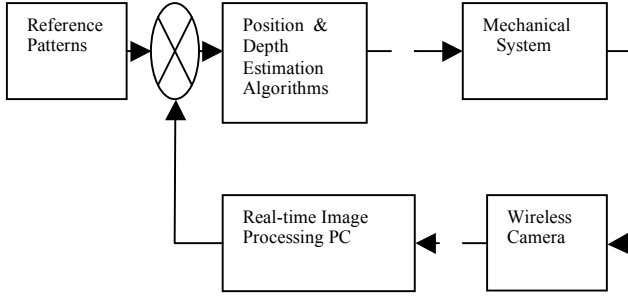 Reference
Patterns
Position & 
Depth
Estimation
Algorithms
Mechanical
System
Real-time Image
Processing PC
Wireless
Camera